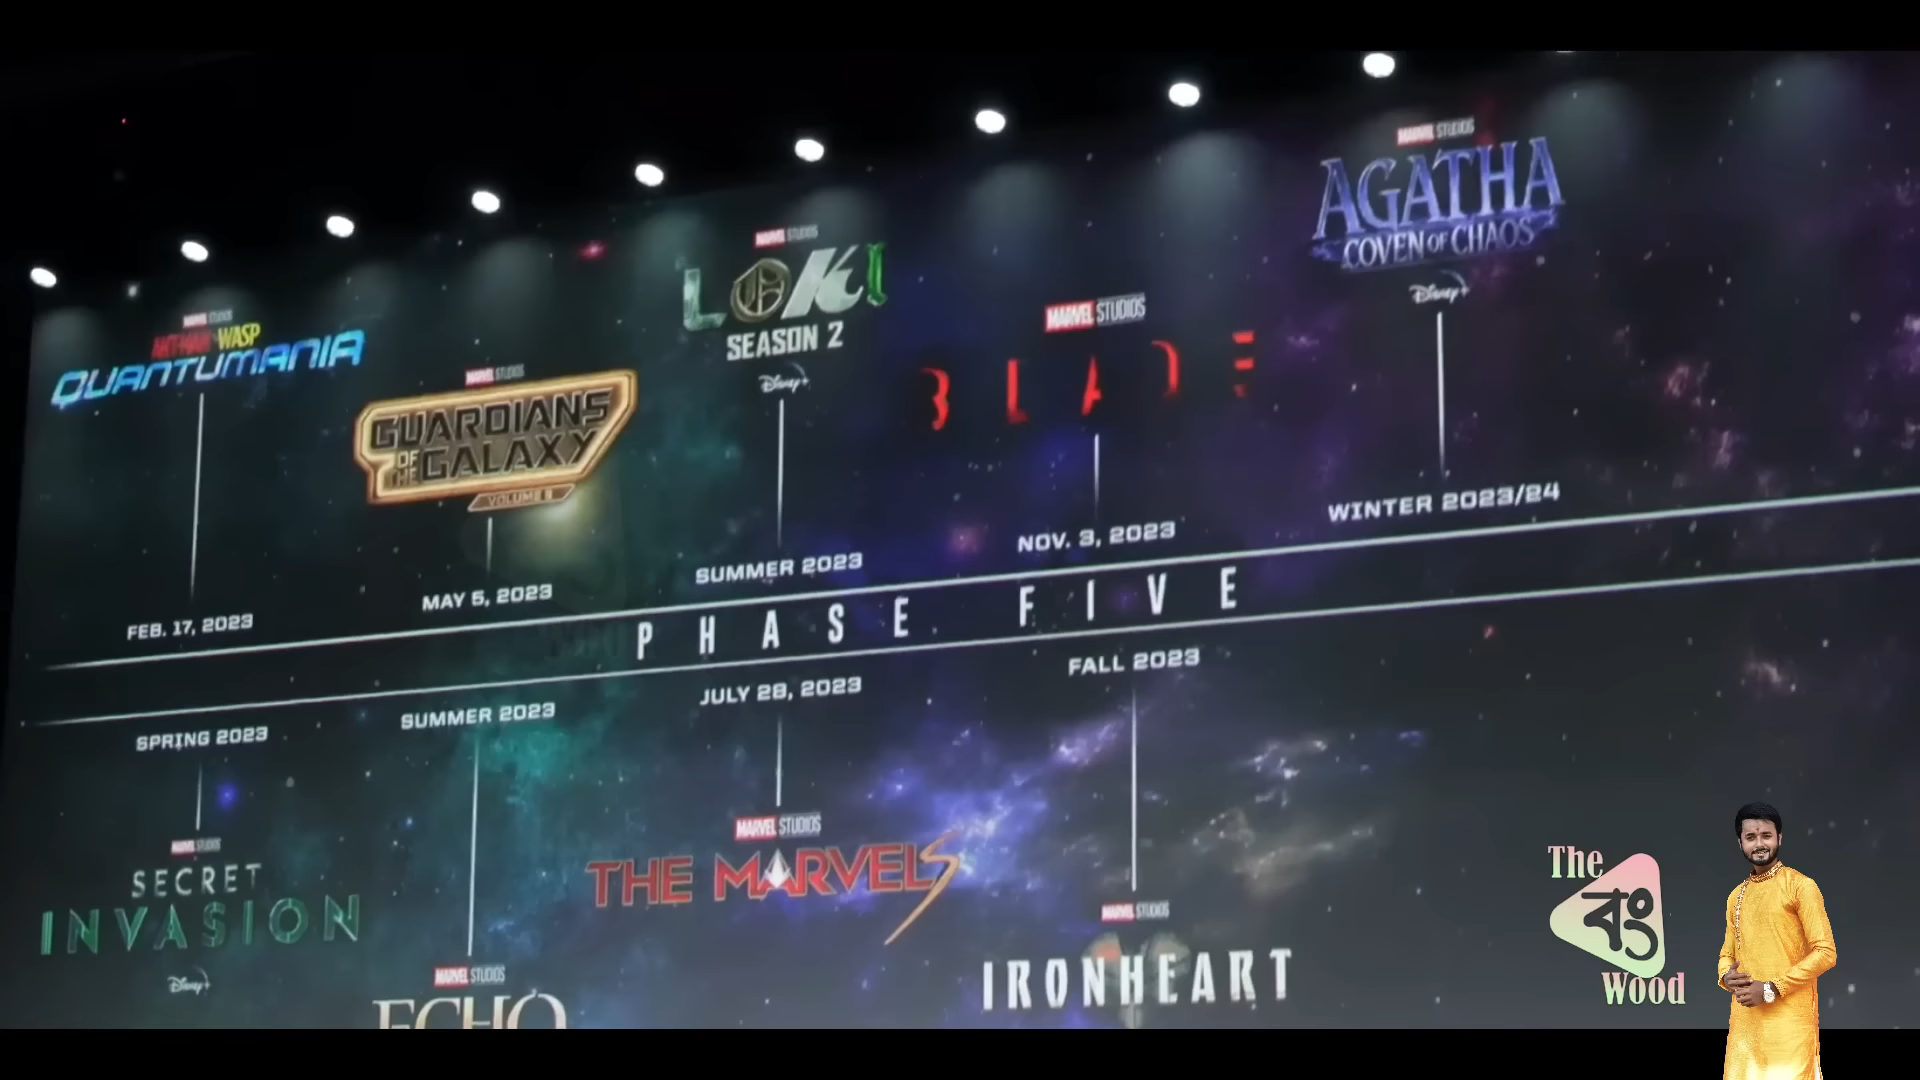 MARVEL STUDIOS
ANT-MAN WASP
QUANTUMANIA
FEB. 17, 2023
MARVEL STUDIOS
GUARDIANS
OF THE GALAXY
VOLUME 3
MAY 5, 2023
MARVEL STUDIOS
LOKI
SEASON 2
Disney+
SUMMER 2023
MARVEL STUDIOS
BLADE
NOV. 3, 2023
MARVEL STUDIOS
AGATHA
COVEN OF CHAOS
Disney+
WINTER 2023/24
PHASE FIVE
SPRING 2023
MARVEL STUDIOS
SECRET
INVASION
Disney+
SUMMER 2023
MARVEL STUDIOS
ECHO
JULY 28, 2023
MARVEL STUDIOS
THE MARVELS
FALL 2023
MARVEL STUDIOS
IRONHEART
The
বং
Wood